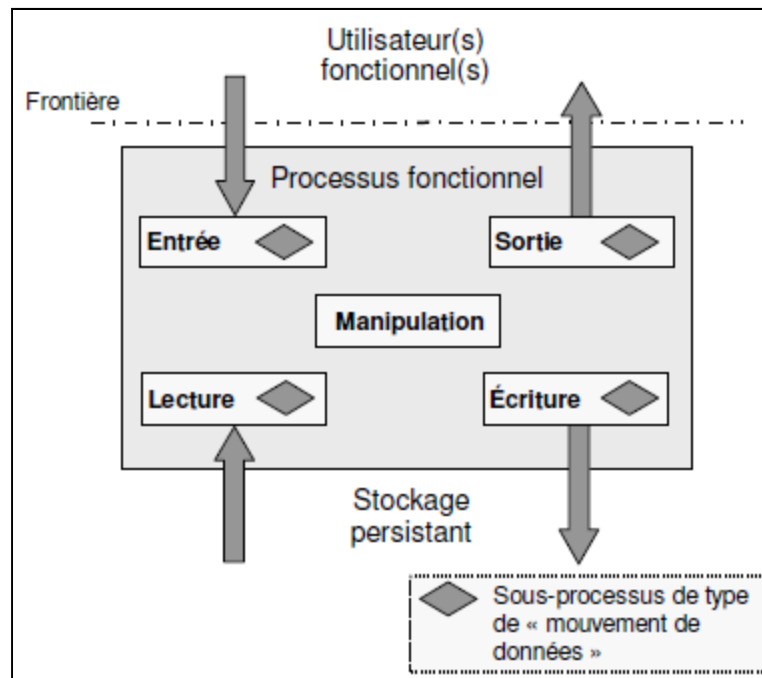 Utilisateur(s)
fonctionnel(s)
Frontière
Processus fonctionnel
Entrée
Sortie
Manipulation
Lecture
Écriture
Stockage
persistant
Sous-processus de type
de « mouvement de
données »